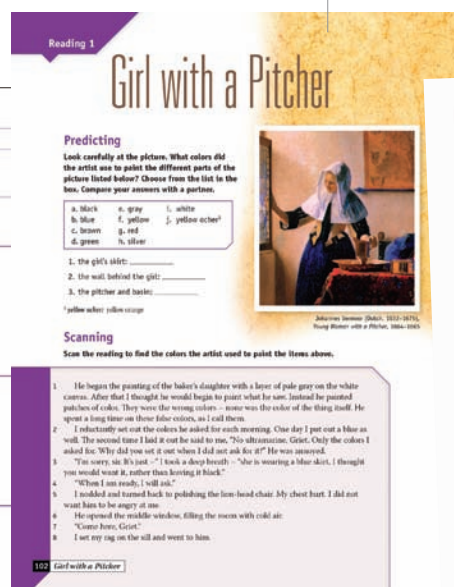 Reading 1
Girl with a Pitcher
Predicting
Look carefully at the picture. What colors did
the artist use to paint the different parts of the
picture listed below? Choose from the list in the
box. Compare your answers with a partner.
a. black e. gray i. white
b. blue f. yellow j. yellow ocher¹
c. brown g. red
d. green h. silver
1. the girl's skirt:
2. the wall behind the girl:
3. the pitcher and basin:
¹ yellow ocher: yellow orange
Johannes Vermeer (Dutch, 1632–1675),
Young Woman with a Pitcher, 1664–1665
Scanning
Scan the reading to find the colors the artist used to paint the items above.
1 He began the painting of the baker's daughter with a layer of pale gray on the white
canvas. After that I thought he would begin to paint what he saw. Instead he painted
patches of color. They were the wrong colors – none was the color of the thing itself. He
spent a long time on these false colors, as I call them.
2 I reluctantly set out the colors he asked for each morning. One day I put out a blue as
well. The second time I laid it out he said to me, "No ultramarine, Griet. Only the colors I
asked for. Why did you set it out when I did not ask for it?" He was annoyed.
3 "I'm sorry, sir. It's just –" I took a deep breath – "she is wearing a blue skirt. I thought
you would want it, rather than leaving it black."
4 "When I am ready, I will ask."
5 I nodded and turned back to polishing the lion-head chair. My chest hurt. I did not
want him to be angry at me.
6 He opened the middle window, filling the room with cold air.
7 "Come here, Griet."
8 I set my rag on the sill and went to him.
102 Girl with a Pitcher